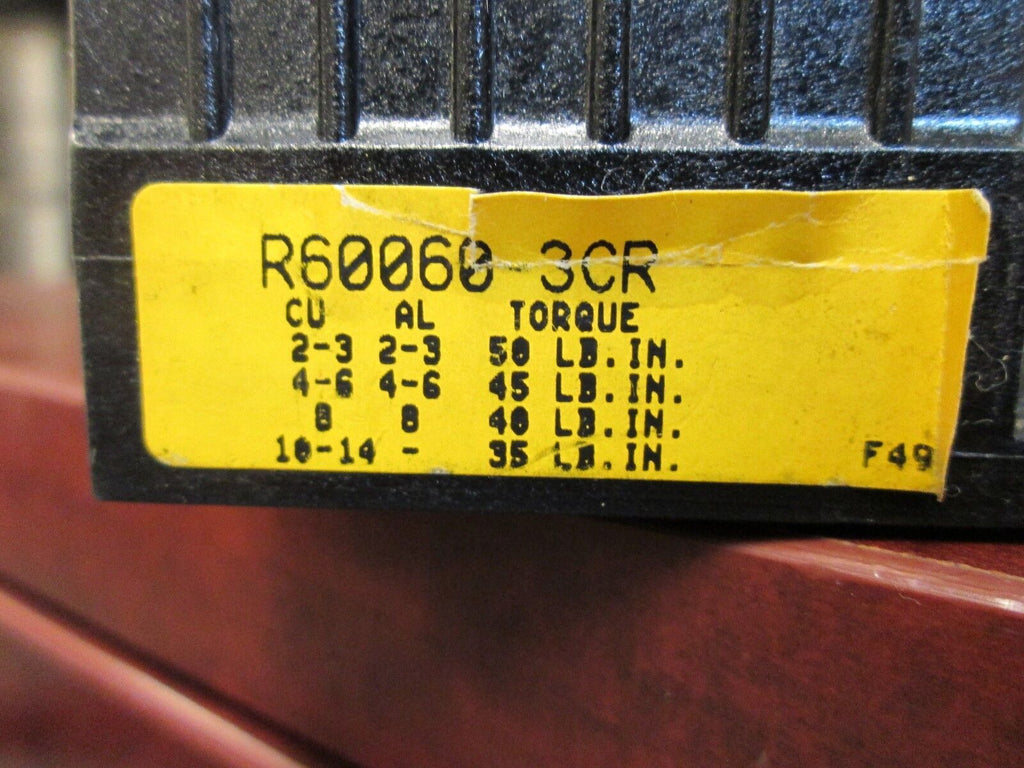 R60060-3CR
CU AL TORQUE
2-3 2-3 50 LB.IN.
4-6 4-6 45 LB.IN.
8 8 40 LB.IN.
10-14 - 35 LB.IN.
F49